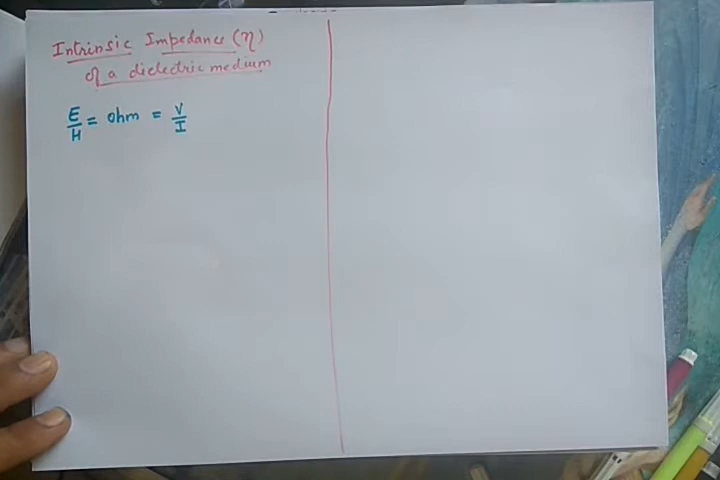 Intrinsic Impedance (η)
of a dielectric medium
E/H = ohm = V/I